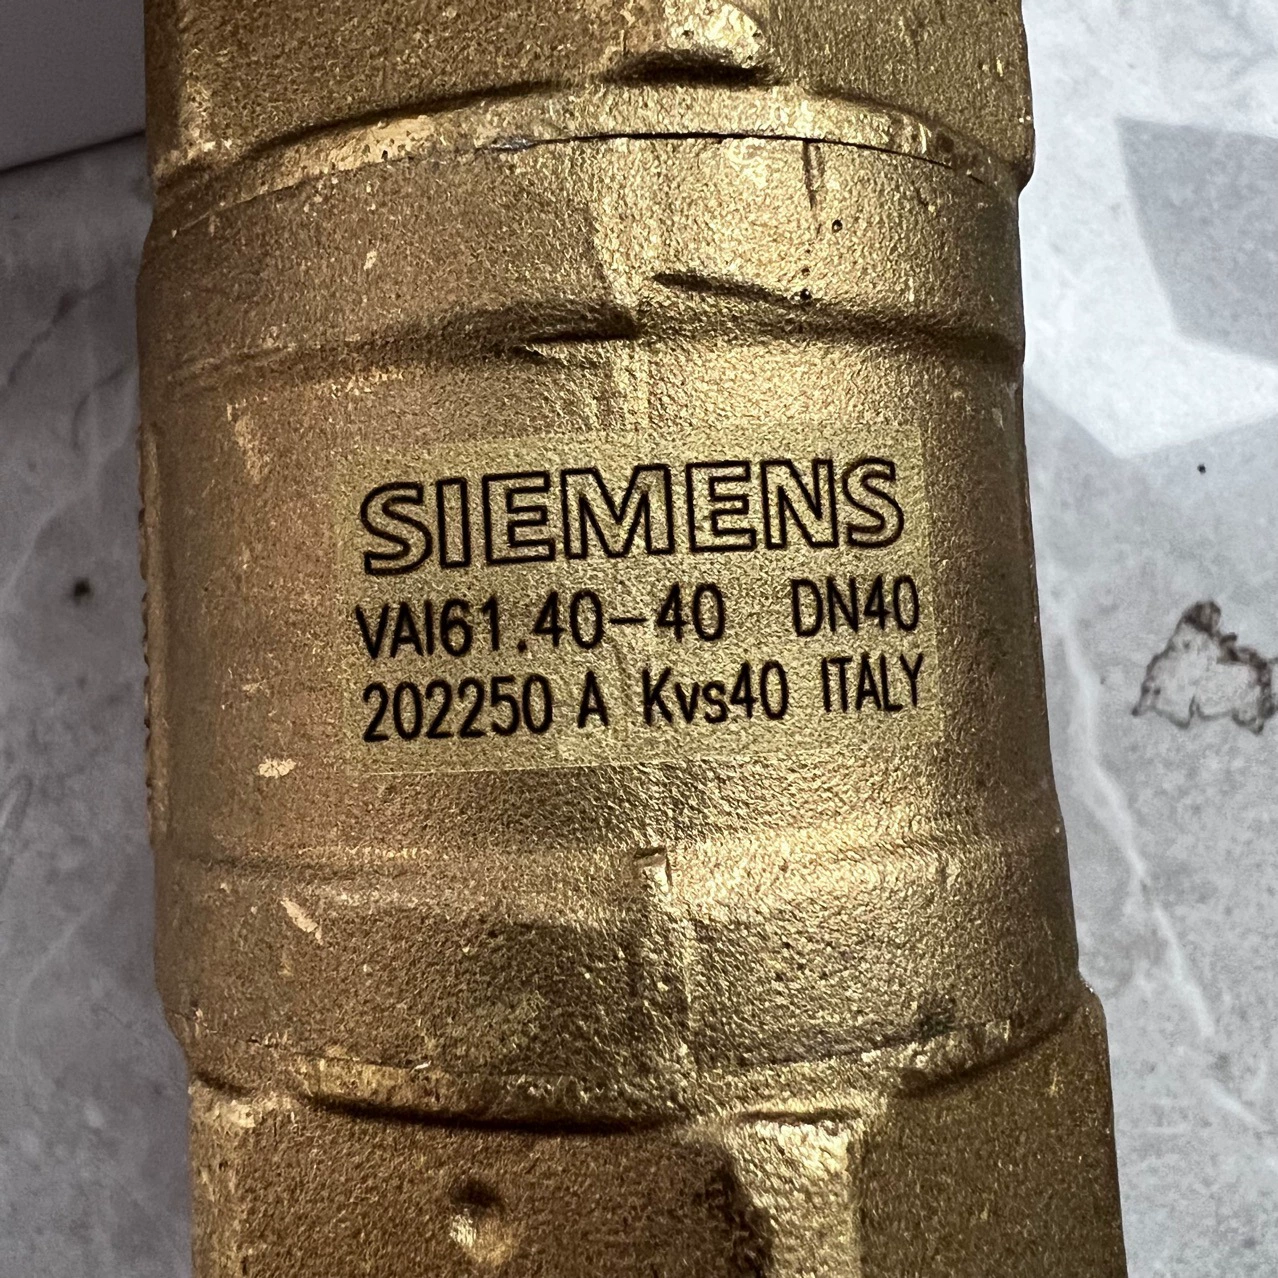 SIEMENS
VAI61.40-40 DN40
202250 A Kvs40 ITALY